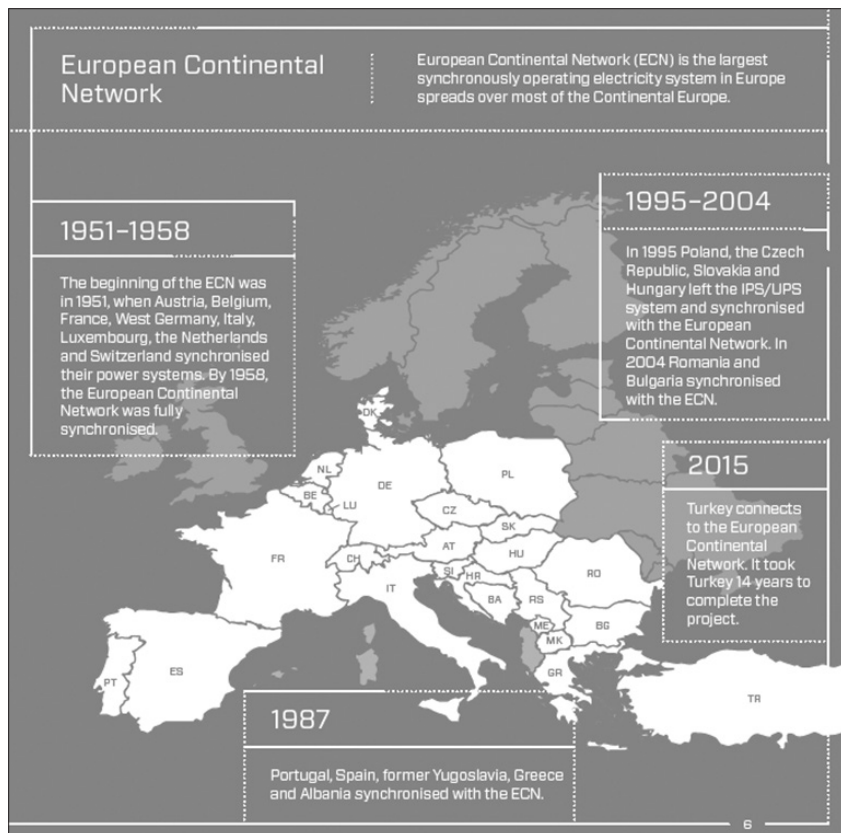 European Continental
Network
European Continental Network (ECN) is the largest
synchronously operating electricity system in Europe
spreads over most of the Continental Europe.
1951–1958
The beginning of the ECN was
in 1951, when Austria, Belgium,
France, West Germany, Italy,
Luxembourg, the Netherlands
and Switzerland synchronised
their power systems. By 1958,
the European Continental
Network was fully
synchronised.
1995–2004
In 1995 Poland, the Czech
Republic, Slovakia and
Hungary left the IPS/UPS
system and synchronised
with the European
Continental Network. In
2004 Romania and
Bulgaria synchronised
with the ECN.
2015
Turkey connects
to the European
Continental
Network. It took
Turkey 14 years to
complete the
project.
DK
NL
DE
PL
BE
LU
CZ
SK
FR
CH
AT
HU
SI
HR
RO
IT
BA
RS
ME
BG
MK
PT
ES
GR
TR
1987
Portugal, Spain, former Yugoslavia, Greece
and Albania synchronised with the ECN.
6